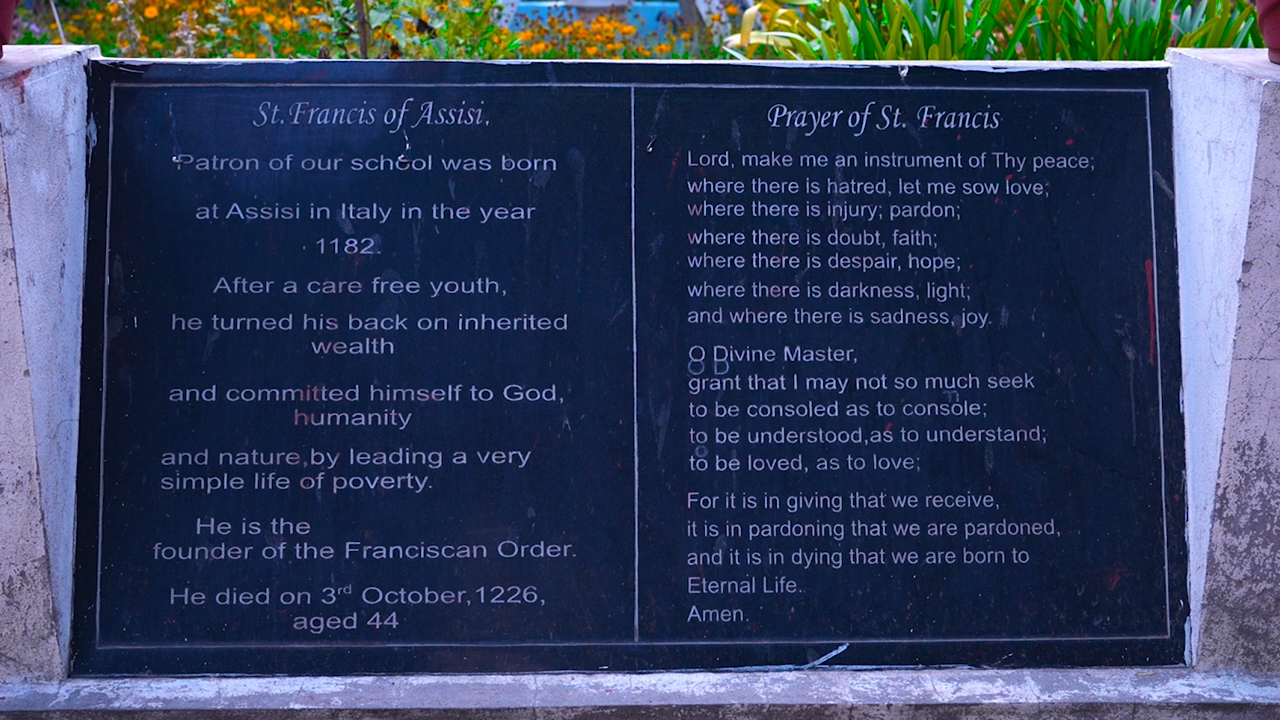 St. Francis of Assisi,
Patron of our school was born
at Assisi in Italy in the year
1182.
After a care free youth,
he turned his back on inherited
wealth
and committed himself to God,
humanity
and nature,by leading a very
simple life of poverty.
He is the
founder of the Franciscan Order.
He died on 3rd October,1226,
aged 44
Prayer of St. Francis
Lord, make me an instrument of Thy peace;
where there is hatred, let me sow love;
where there is injury; pardon;
where there is doubt, faith;
where there is despair, hope;
where there is darkness, light;
and where there is sadness, joy.
O Divine Master,
O D
grant that I may not so much seek
to be consoled as to console;
to be understood,as to understand;
to be loved, as to love;
For it is in giving that we receive,
it is in pardoning that we are pardoned,
and it is in dying that we are born to
Eternal Life.
Amen.